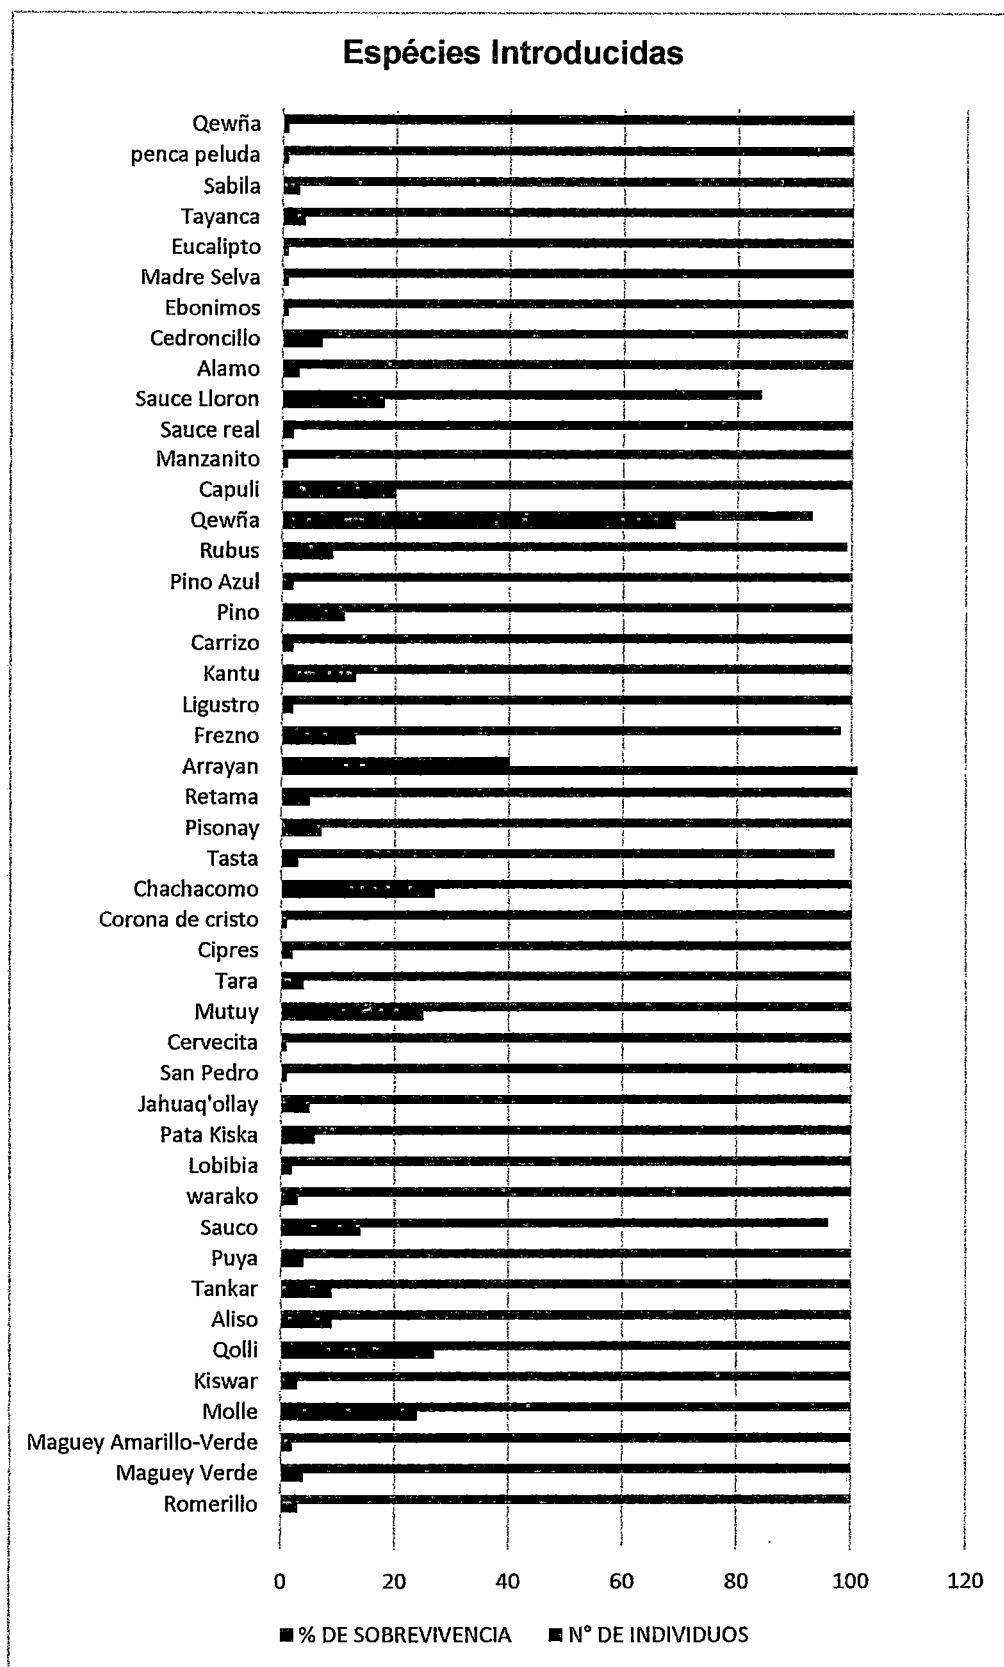 Espécies Introducidas
Qewña
penca peluda
Sabila
Tayanca
Eucalipto
Madre Selva
Ebonimos
Cedroncillo
Alamo
Sauce Lloron
Sauce real
Manzanito
Capuli
Qewña
Rubus
Pino Azul
Pino
Carrizo
Kantu
Ligustro
Frezno
Arrayan
Retama
Pisonay
Tasta
Chachacomo
Corona de cristo
Cipres
Tara
Mutuy
Cervecita
San Pedro
Jahuaq'ollay
Pata Kiska
Lobibia
warako
Sauco
Puya
Tankar
Aliso
Qolli
Kiswar
Molle
Maguey Amarillo-Verde
Maguey Verde
Romerillo
0 20 40 60 80 100 120
% DE SOBREVIVENCIA N° DE INDIVIDUOS